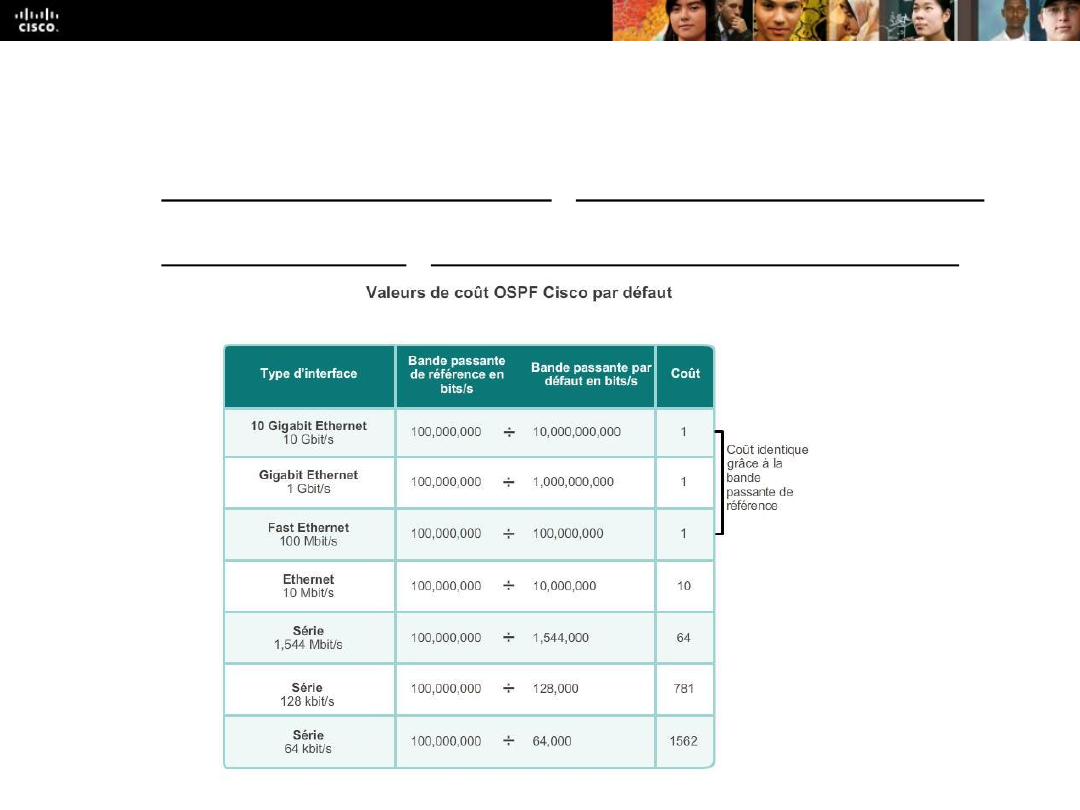 CISCO.
Valeurs de coût OSPF Cisco par défaut
Type d'interface
Bande passante
de référence en
bits/s
Bande passante par
défaut en bits/s
Coût
10 Gigabit Ethernet
10 Gbit/s
100,000,000 ÷ 10,000,000,000 1
Gigabit Ethernet
1 Gbit/s
100,000,000 ÷ 1,000,000,000 1
Fast Ethernet
100 Mbit/s
100,000,000 ÷ 100,000,000 1
Ethernet
10 Mbit/s
100,000,000 ÷ 10,000,000 10
Série
1,544 Mbit/s
100,000,000 ÷ 1,544,000 64
Série
128 kbit/s
100,000,000 ÷ 128,000 781
Série
64 kbit/s
100,000,000 ÷ 64,000 1562
Coût identique
grâce à la
bande
passante de
référence